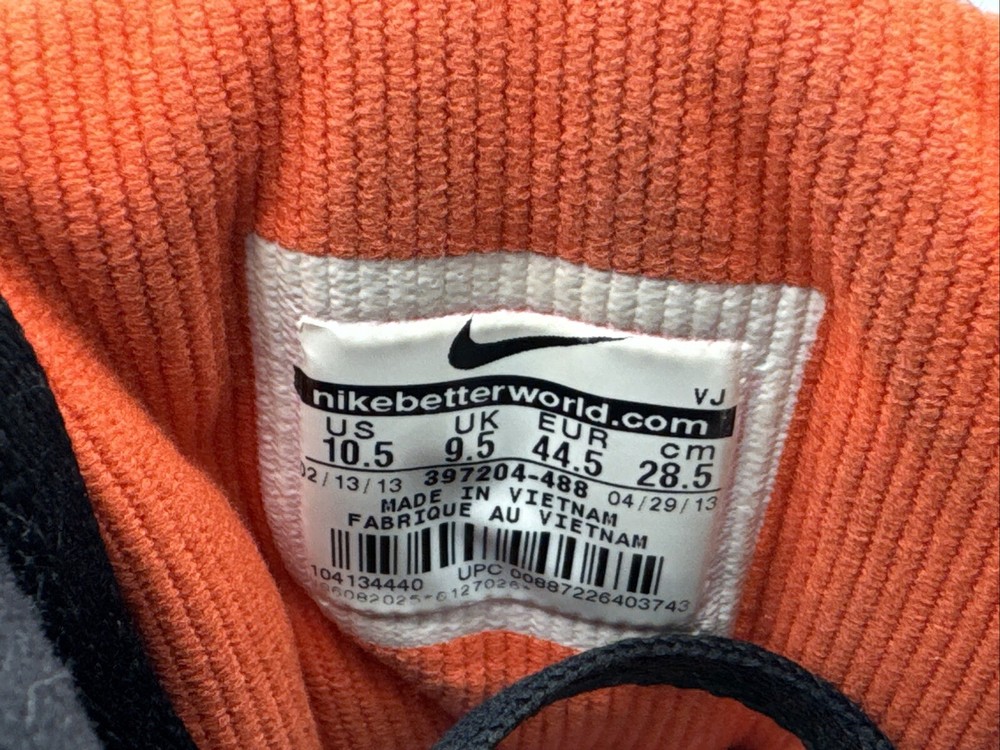 VJ
nikebetterworld.com
US UK EUR cm
10.5 9.5 44.5 28.5
02/13/13 397204-488 04/29/13
MADE IN VIETNAM
FABRIQUE AU VIETNAM
104134440 UPC 00887226403743